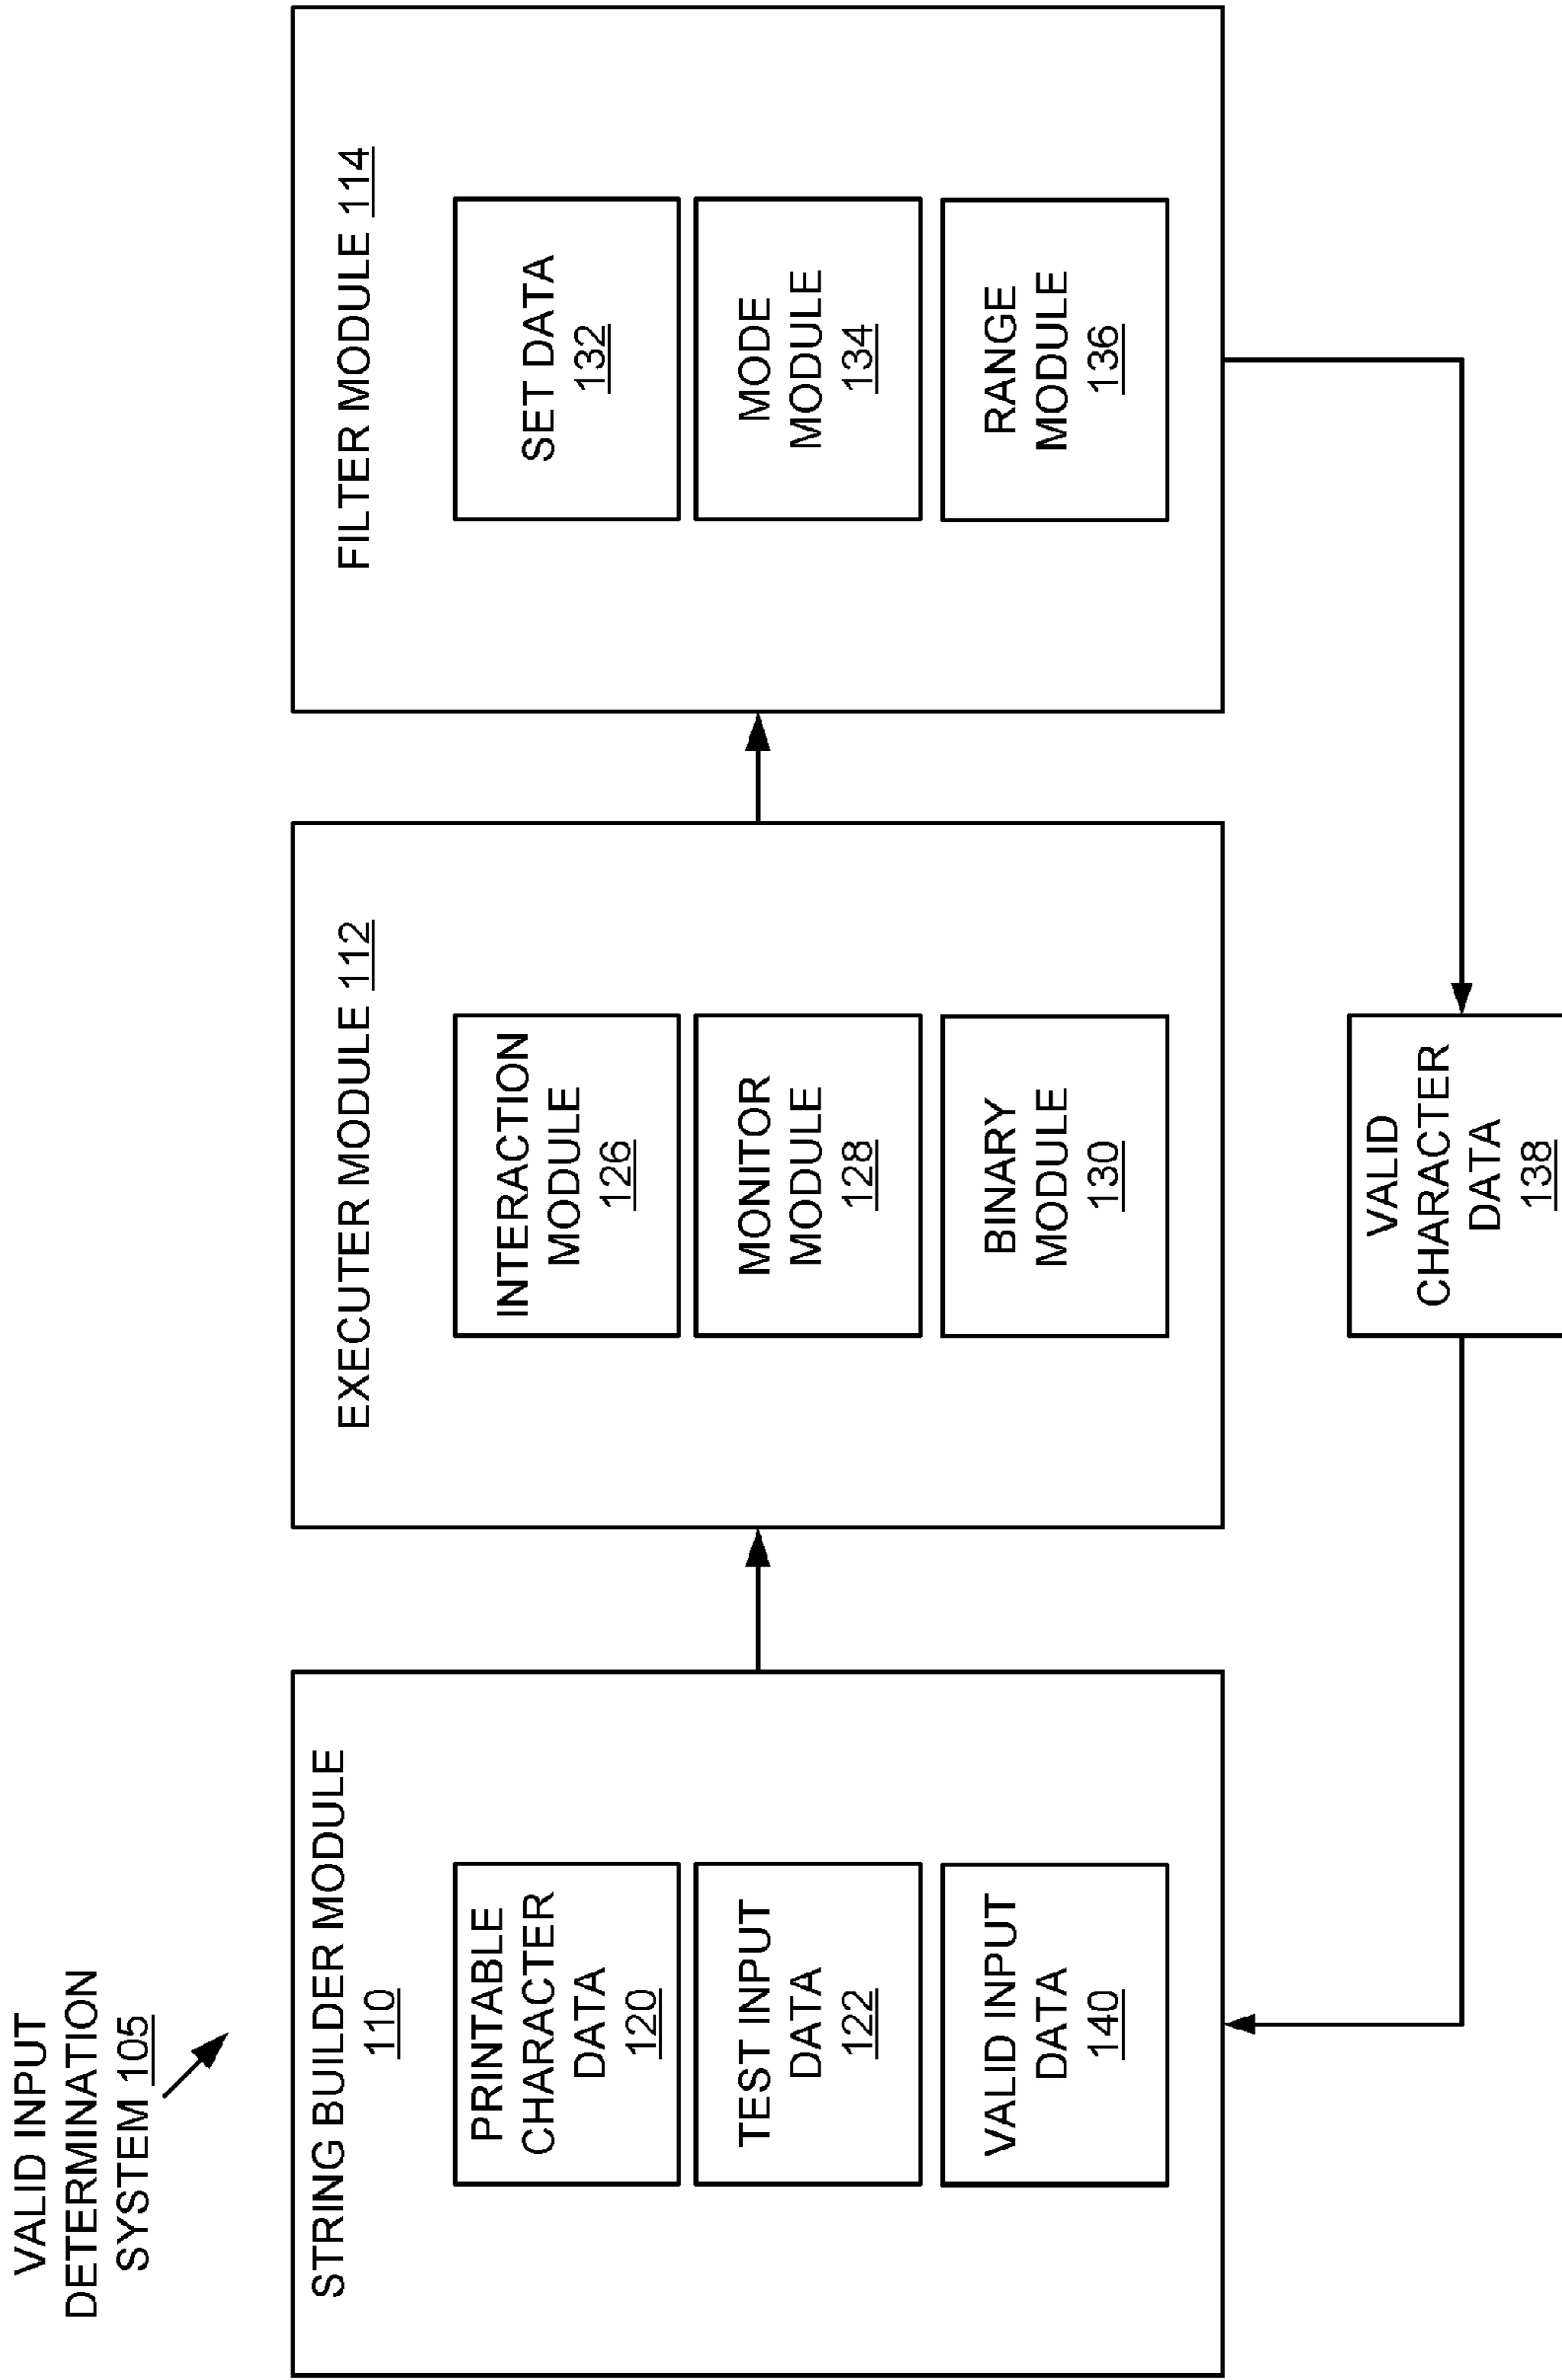 VALID INPUT
DETERMINATION
SYSTEM 105
STRING BUILDER MODULE
110
PRINTABLE
CHARACTER
DATA
120
TEST INPUT
DATA
122
VALID INPUT
DATA
140
EXECUTER MODULE 112
INTERACTION
MODULE
126
MONITOR
MODULE
128
BINARY
MODULE
130
FILTER MODULE 114
SET DATA
132
MODE
MODULE
134
RANGE
MODULE
136
VALID
CHARACTER
DATA
138